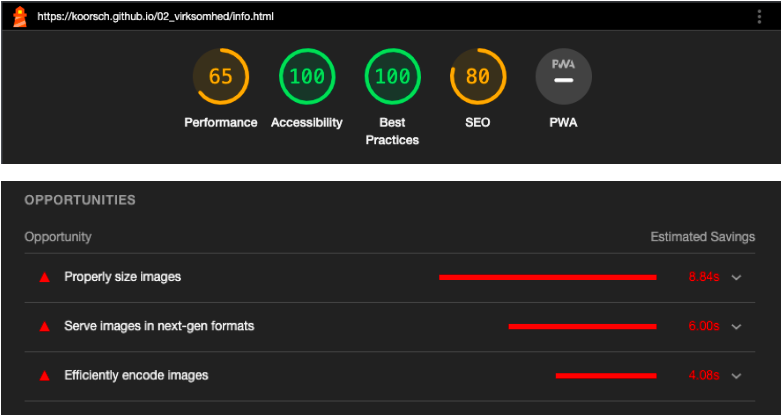 https://koorsch.github.io/02_virksomhed/info.html
65 100 100 80 PWA
Performance Accessibility Best Practices SEO PWA
OPPORTUNITIES
Opportunity Estimated Savings
Properly size images 8.84s
Serve images in next-gen formats 6.00s
Efficiently encode images 4.08s